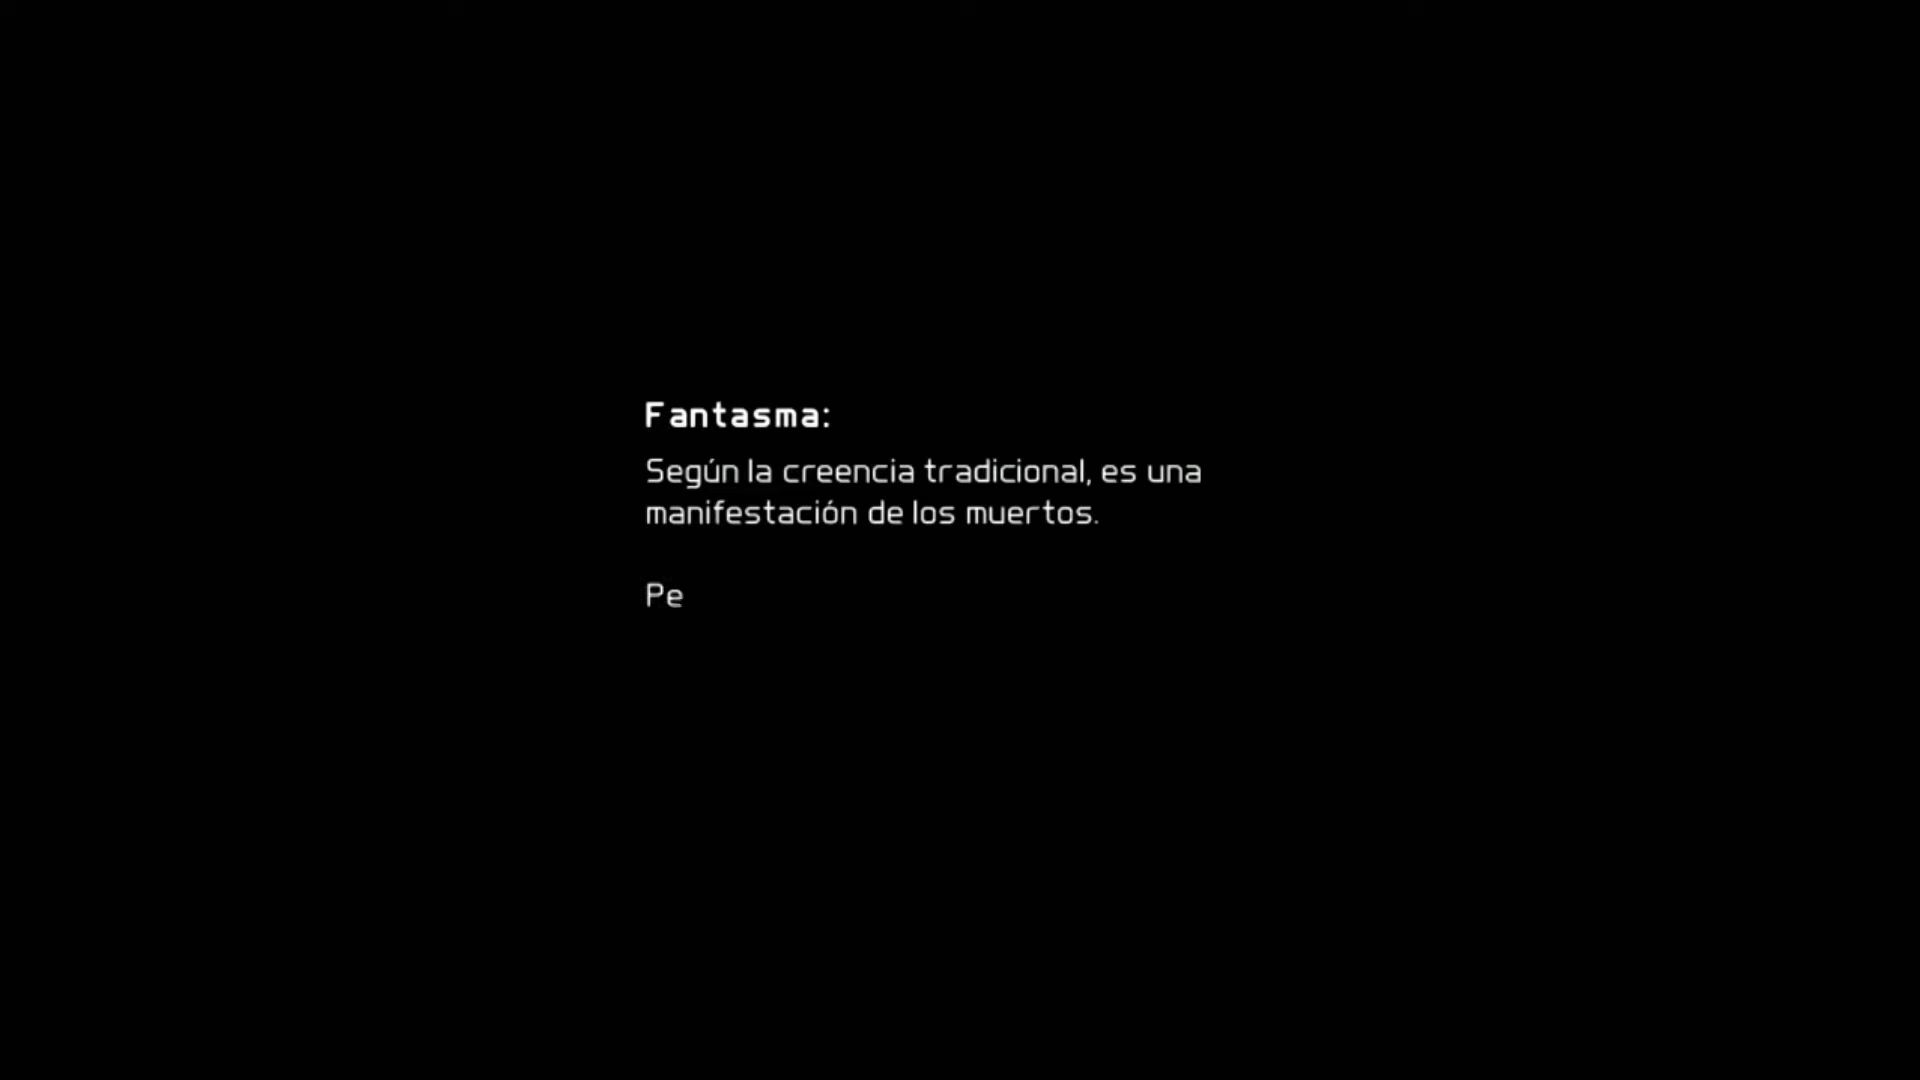 Fantasma:
Según la creencia tradicional, es una
manifestación de los muertos.
Pe